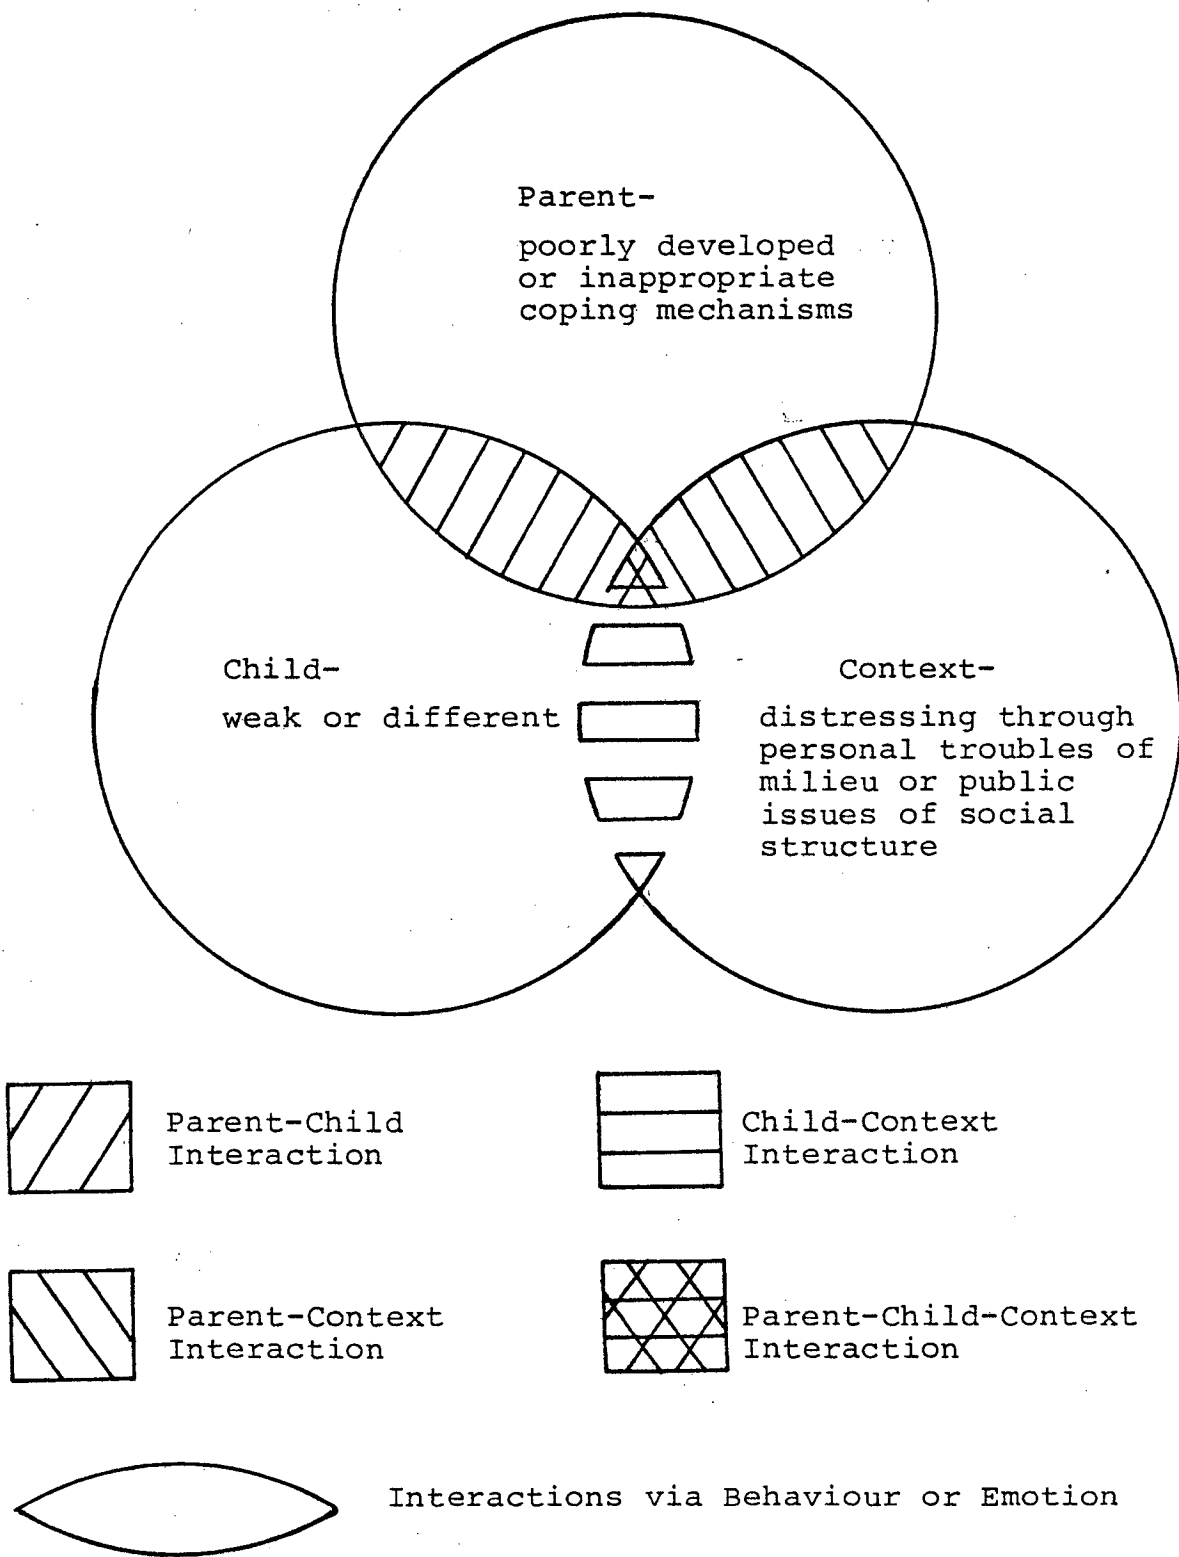 Parent-
poorly developed
or inappropriate
coping mechanisms
Child-
weak or different
Context-
distressing through
personal troubles of
milieu or public
issues of social
structure
Parent-Child
Interaction
Child-Context
Interaction
Parent-Context
Interaction
Parent-Child-Context
Interaction
Interactions via Behaviour or Emotion